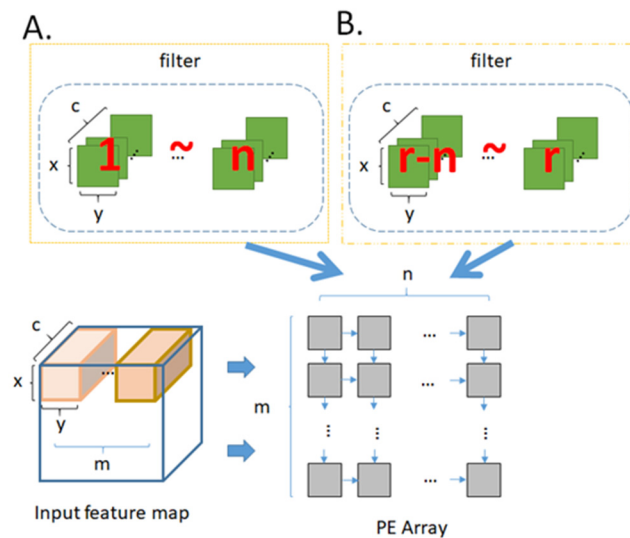 A.
B.
filter
filter
c
x
1 ~ n
...
y
c
x
r-n ~ r
...
y
n
c
x
...
y
m
m
...
...
...
Input feature map
PE Array